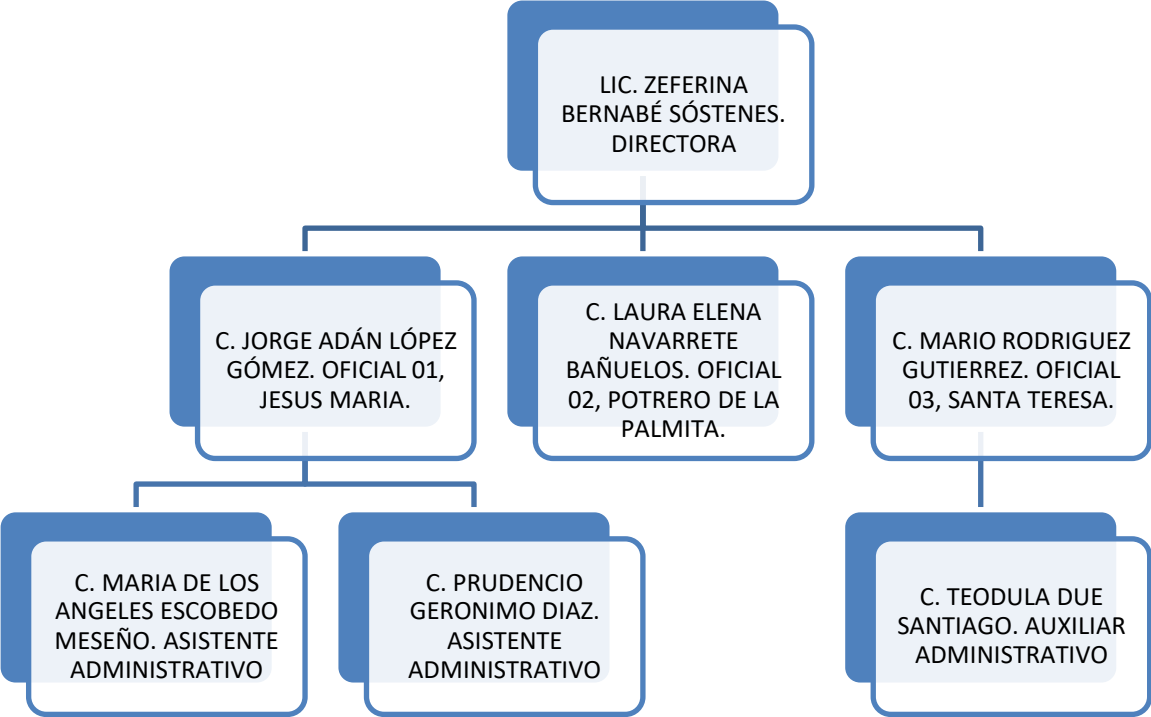 LIC. ZEFERINA
BERNABÉ SÓSTENES.
DIRECTORA
C. JORGE ADÁN LÓPEZ
GÓMEZ. OFICIAL 01,
JESUS MARIA.
C. LAURA ELENA
NAVARRETE
BAÑUELOS. OFICIAL
02, POTRERO DE LA
PALMITA.
C. MARIO RODRIGUEZ
GUTIERREZ. OFICIAL
03, SANTA TERESA.
C. MARIA DE LOS
ANGELES ESCOBEDO
MESEÑO. ASISTENTE
ADMINISTRATIVO
C. PRUDENCIO
GERONIMO DIAZ.
ASISTENTE
ADMINISTRATIVO
C. TEODULA DUE
SANTIAGO. AUXILIAR
ADMINISTRATIVO